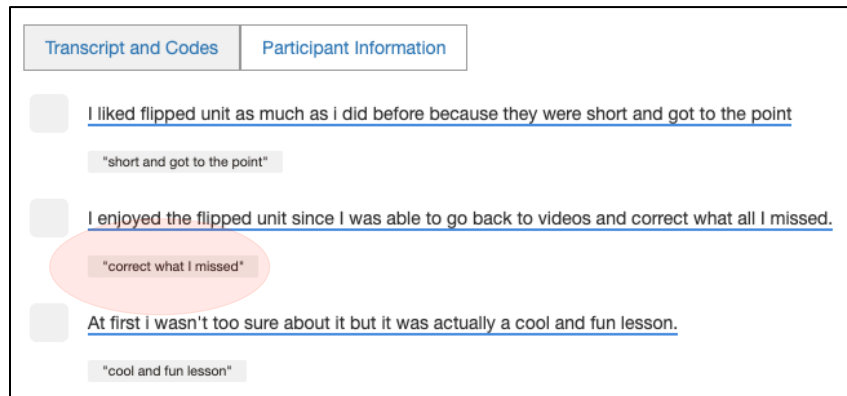 Transcript and Codes Participant Information
I liked flipped unit as much as i did before because they were short and got to the point
"short and got to the point"
I enjoyed the flipped unit since I was able to go back to videos and correct what all I missed.
"correct what I missed"
At first i wasn't too sure about it but it was actually a cool and fun lesson.
"cool and fun lesson"